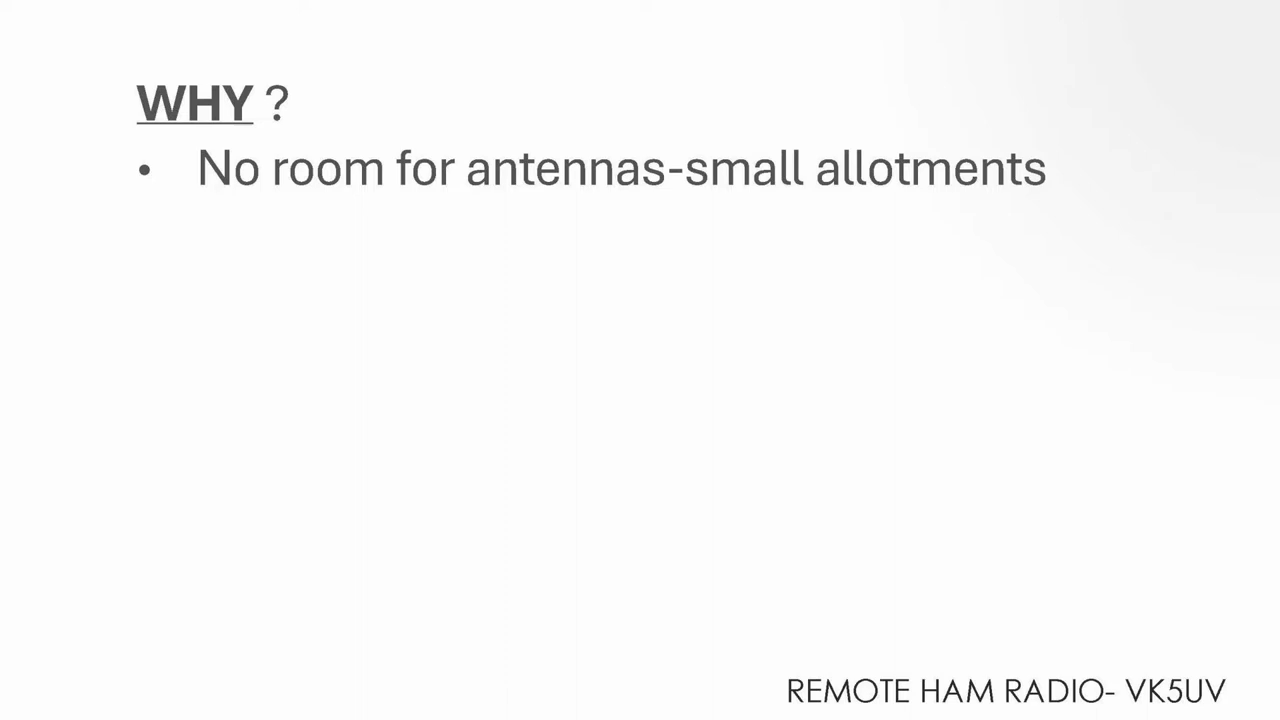 WHY ?
• No room for antennas-small allotments
REMOTE HAM RADIO- VK5UV